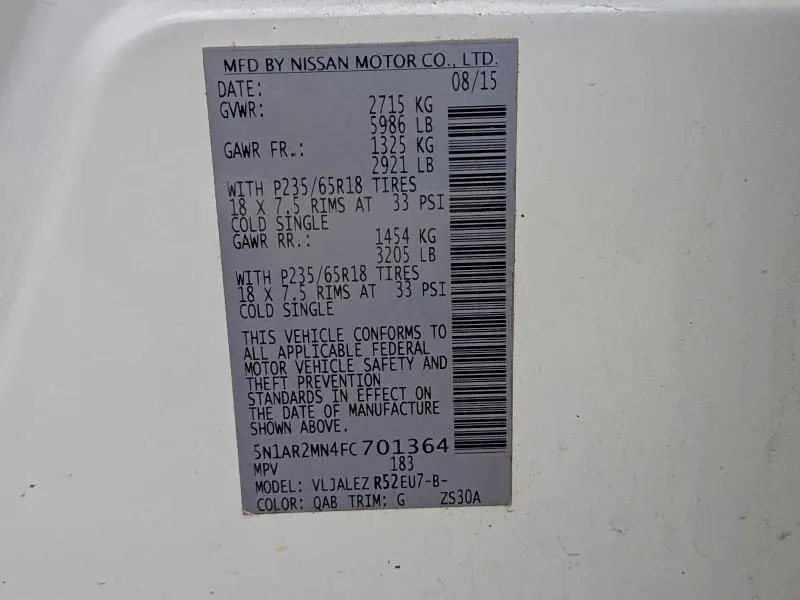 MFD BY NISSAN MOTOR CO., LTD.
DATE: 08/15
GVWR: 2715 KG
5986 LB
GAWR FR.: 1325 KG
2921 LB
WITH P235/65R18 TIRES
18 X 7.5 RIMS AT 33 PSI
COLD SINGLE
GAWR RR.: 1454 KG
3205 LB
WITH P235/65R18 TIRES
18 X 7.5 RIMS AT 33 PSI
COLD SINGLE
THIS VEHICLE CONFORMS TO
ALL APPLICABLE FEDERAL
MOTOR VEHICLE SAFETY AND
THEFT PREVENTION
STANDARDS IN EFFECT ON
THE DATE OF MANUFACTURE
SHOWN ABOVE.
5N1AR2MN4FC701364
MPV 183
MODEL: VLJALEZ R52EU7-B-
COLOR: QAB TRIM: G ZS30A